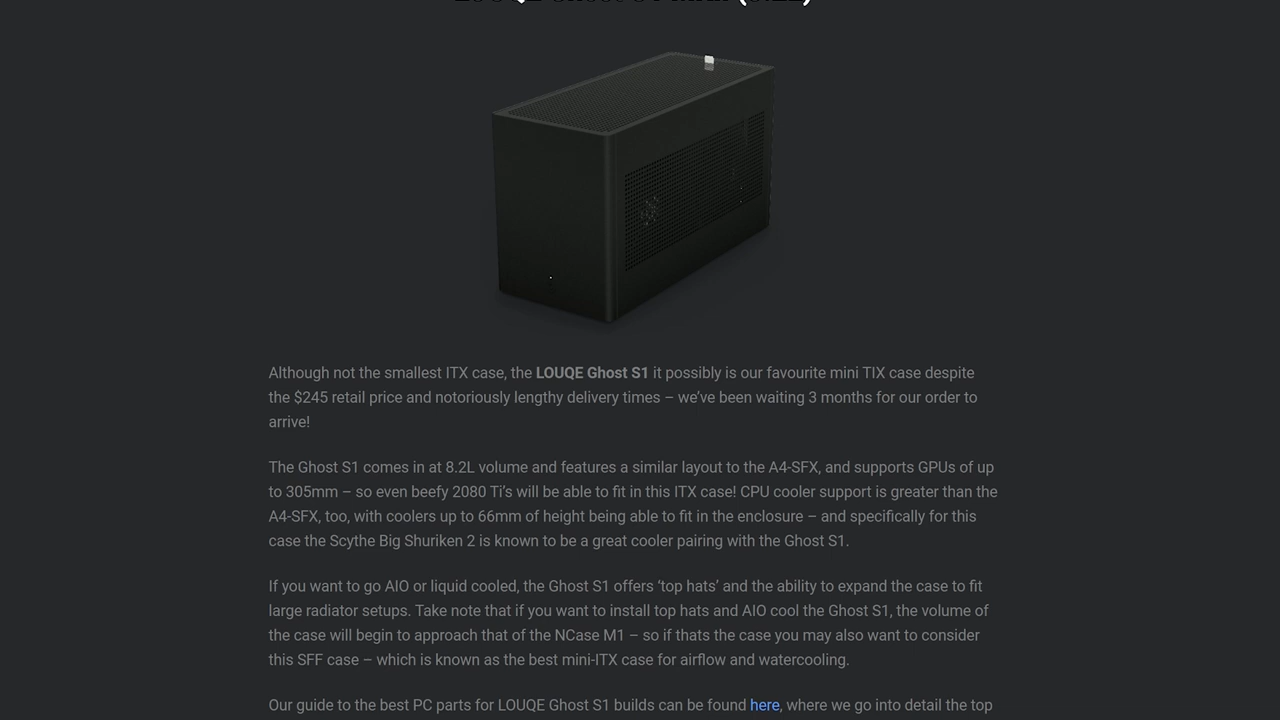 Although not the smallest ITX case, the LOUQE Ghost S1 it possibly is our favourite mini TIX case despite
the $245 retail price and notoriously lengthy delivery times – we’ve been waiting 3 months for our order to
arrive!
The Ghost S1 comes in at 8.2L volume and features a similar layout to the A4-SFX, and supports GPUs of up
to 305mm – so even beefy 2080 Ti’s will be able to fit in this ITX case! CPU cooler support is greater than the
A4-SFX, too, with coolers up to 66mm of height being able to fit in the enclosure – and specifically for this
case the Scythe Big Shuriken 2 is known to be a great cooler pairing with the Ghost S1.
If you want to go AIO or liquid cooled, the Ghost S1 offers ‘top hats’ and the ability to expand the case to fit
large radiator setups. Take note that if you want to install top hats and AIO cool the Ghost S1, the volume of
the case will begin to approach that of the NCase M1 – so if thats the case you may also want to consider
this SFF case – which is known as the best mini-ITX case for airflow and watercooling.
Our guide to the best PC parts for LOUQE Ghost S1 builds can be found here, where we go into detail the top